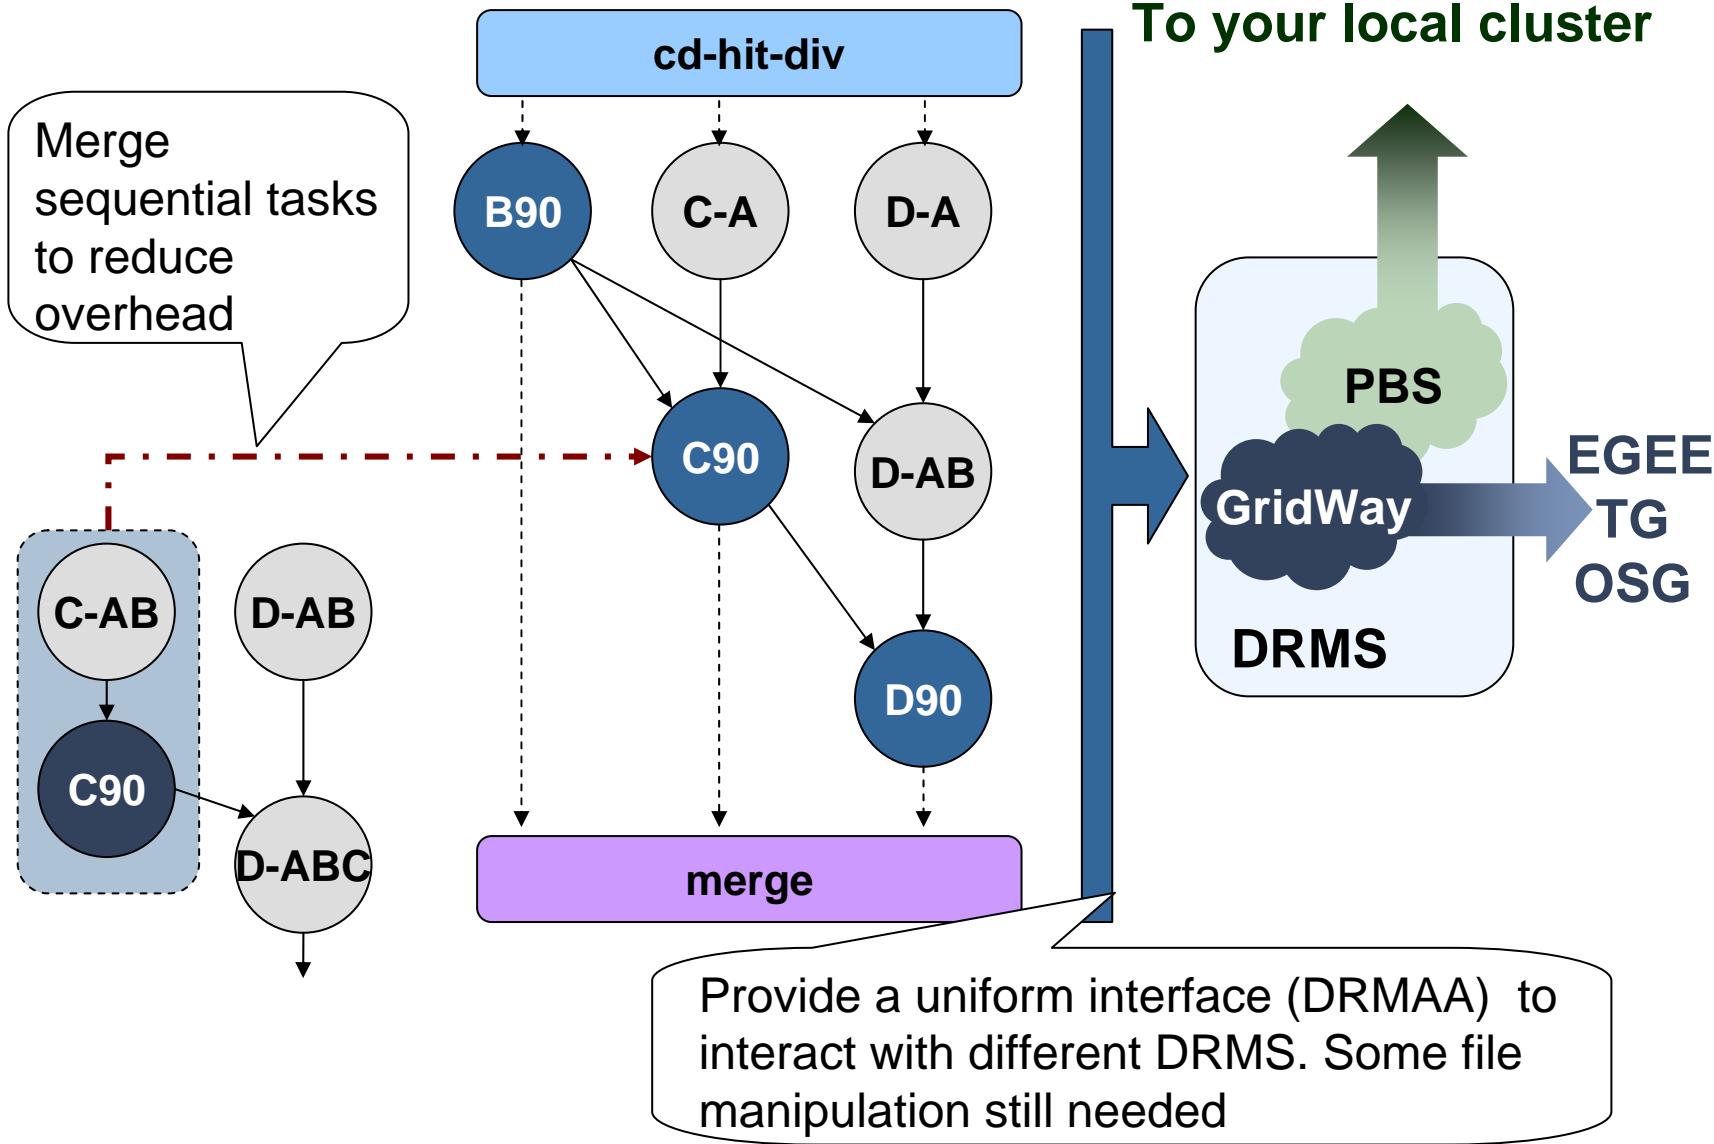 To your local cluster
cd-hit-div
Merge
sequential tasks
to reduce
overhead
B90
C-A
D-A
C90
D-AB
D90
C-AB
D-AB
C90
D-ABC
merge
PBS
GridWay
DRMS
EGEE
TG
OSG
Provide a uniform interface (DRMAA)  to
interact with different DRMS. Some file
manipulation still needed